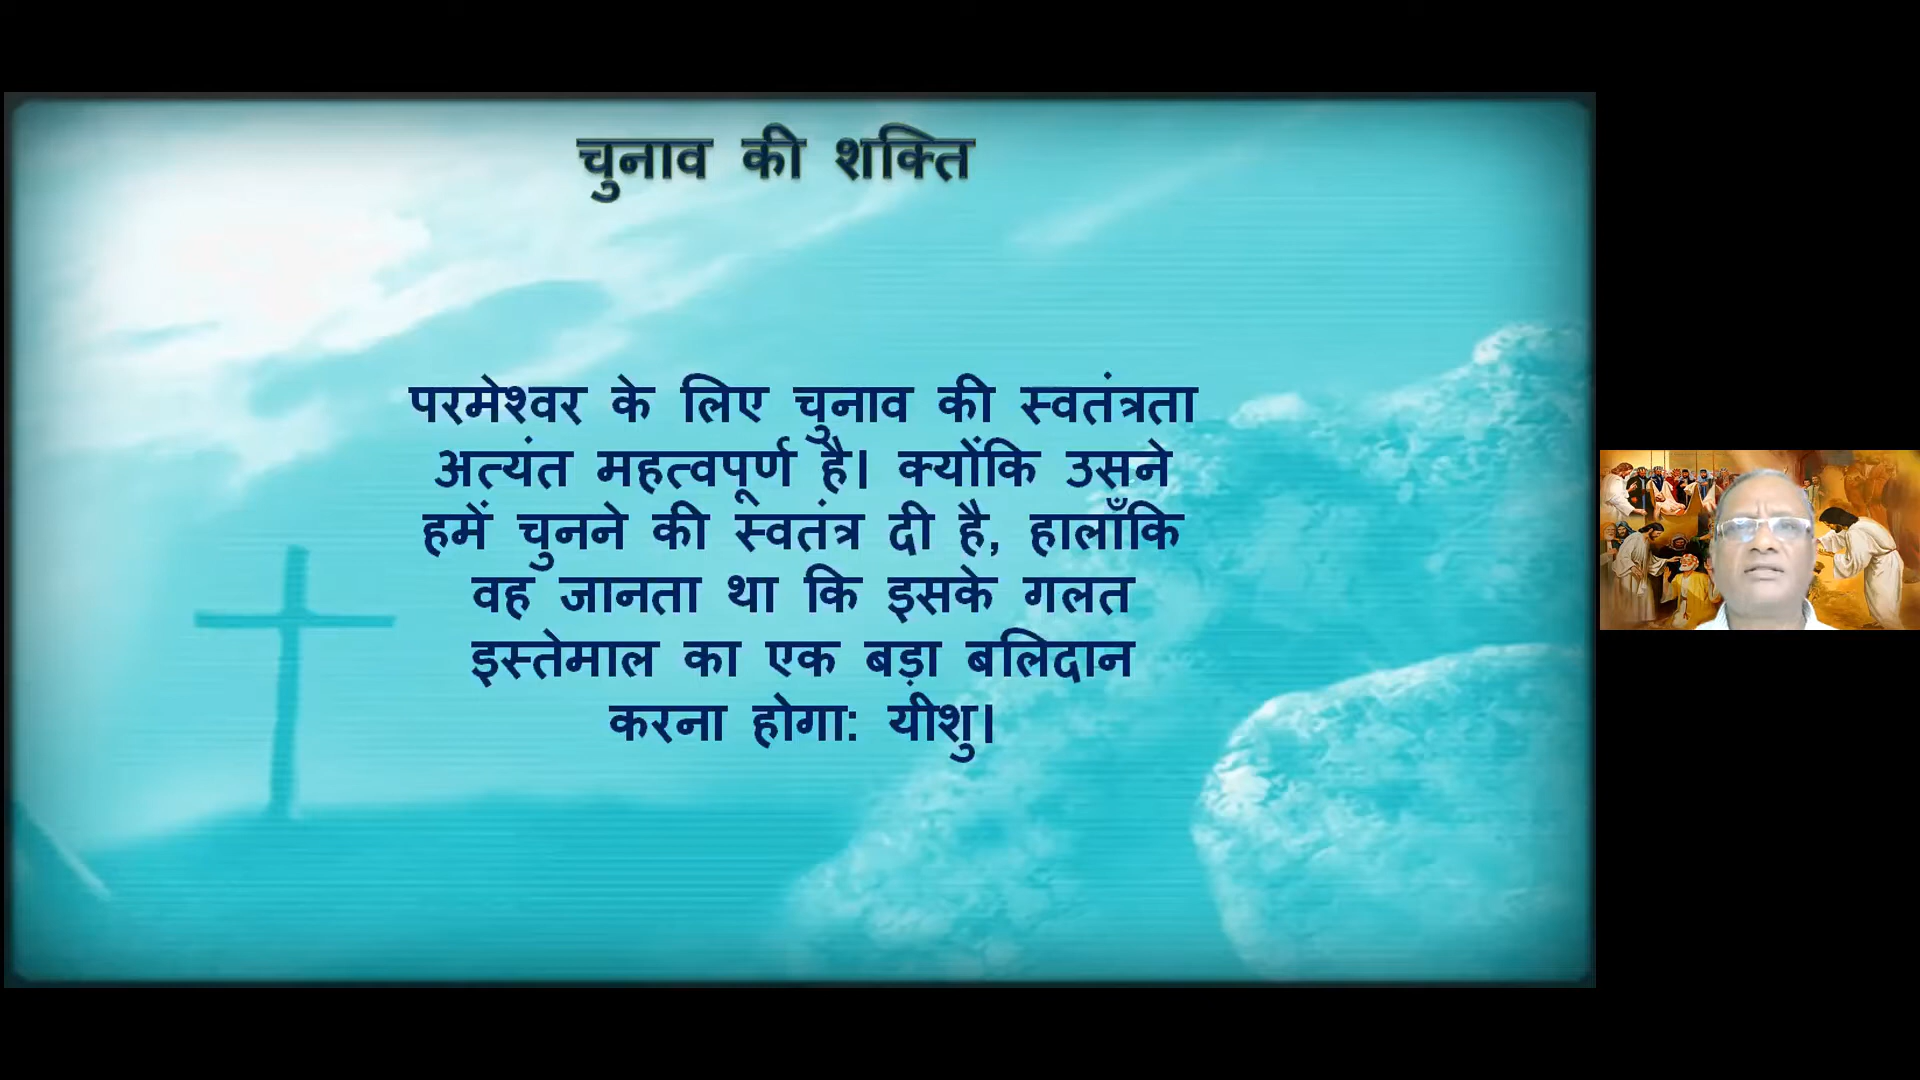 चुनाव की शक्ति
परमेश्वर के लिए चुनाव की स्वतंत्रता
अत्यंत महत्वपूर्ण है। क्योंकि उसने
हमें चुनने की स्वतंत्र दी है, हालाँकि
वह जानता था कि इसके गलत
इस्तेमाल का एक बड़ा बलिदान
करना होगा: यीशु।